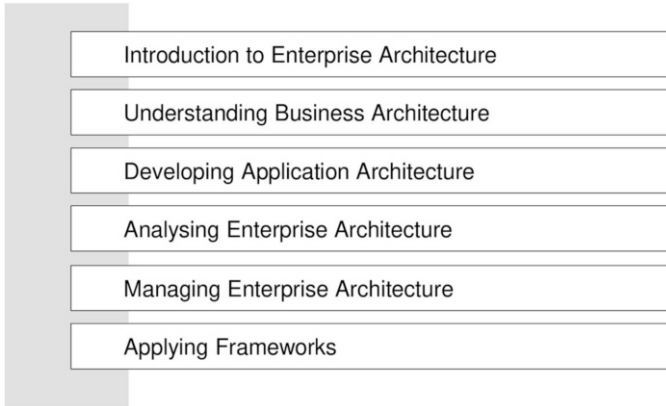 Introduction to Enterprise Architecture
Understanding Business Architecture
Developing Application Architecture
Analysing Enterprise Architecture
Managing Enterprise Architecture
Applying Frameworks